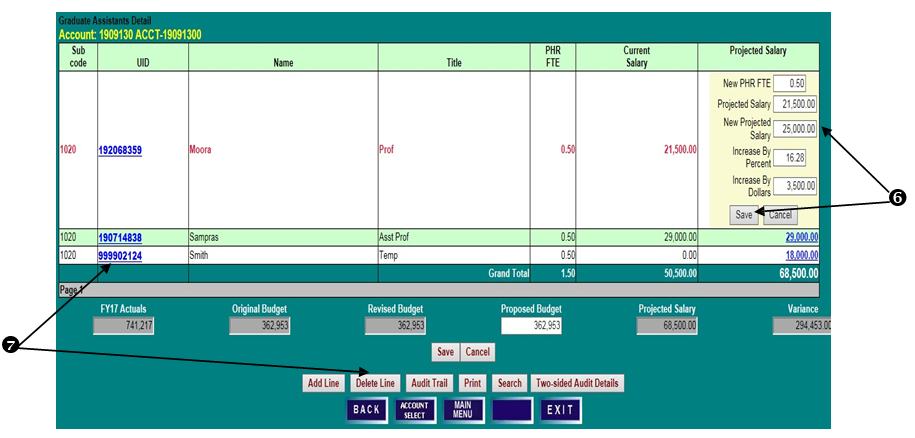 Graduate Assistants Detail
Account: 1909130 ACCT-19091300
Sub code UID Name Title PHR FTE Current Salary Projected Salary
New PHR FTE 0.50
Projected Salary 21,500.00
New Projected Salary 25,000.00
1020 192068359 Moora Prof 0.50 21,500.00
Increase By Percent 16.28
Increase By Dollars 3,500.00
❻
Save Cancel
1020 190714838 Sampras Asst Prof 0.50 29,000.00 29,000.00
1020 999902124 Smith Temp 0.50 0.00 18,000.00
Grand Total 1.50 50,500.00 68,500.00
Page 1
FY17 Actuals Original Budget Revised Budget Proposed Budget Projected Salary Variance
741,217 362,953 362,953 362,953 68,500.00 294,453.00
❼
Save Cancel
Add Line Delete Line Audit Trail Print Search Two-sided Audit Details
BACK ACCOUNT SELECT MAIN MENU EXIT